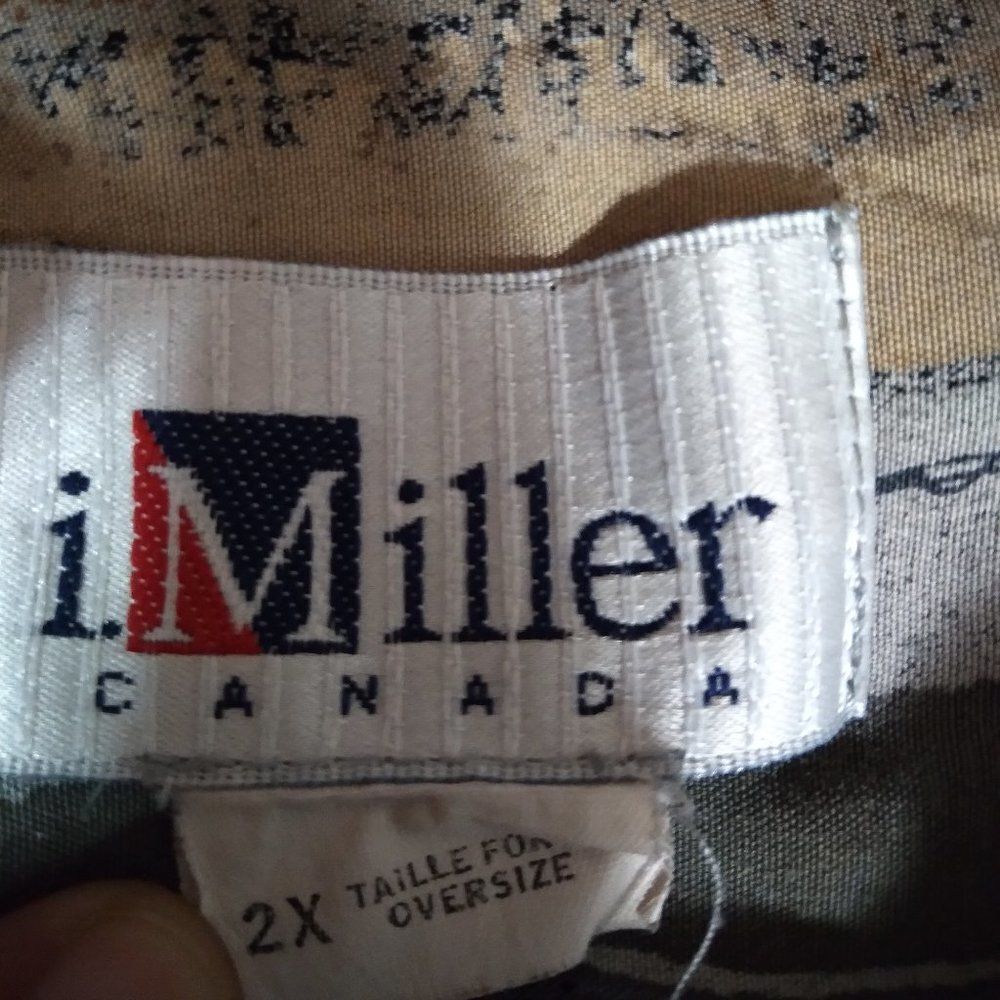 i.Miller
CANADA
2X TAILLE FOR
OVERSIZE